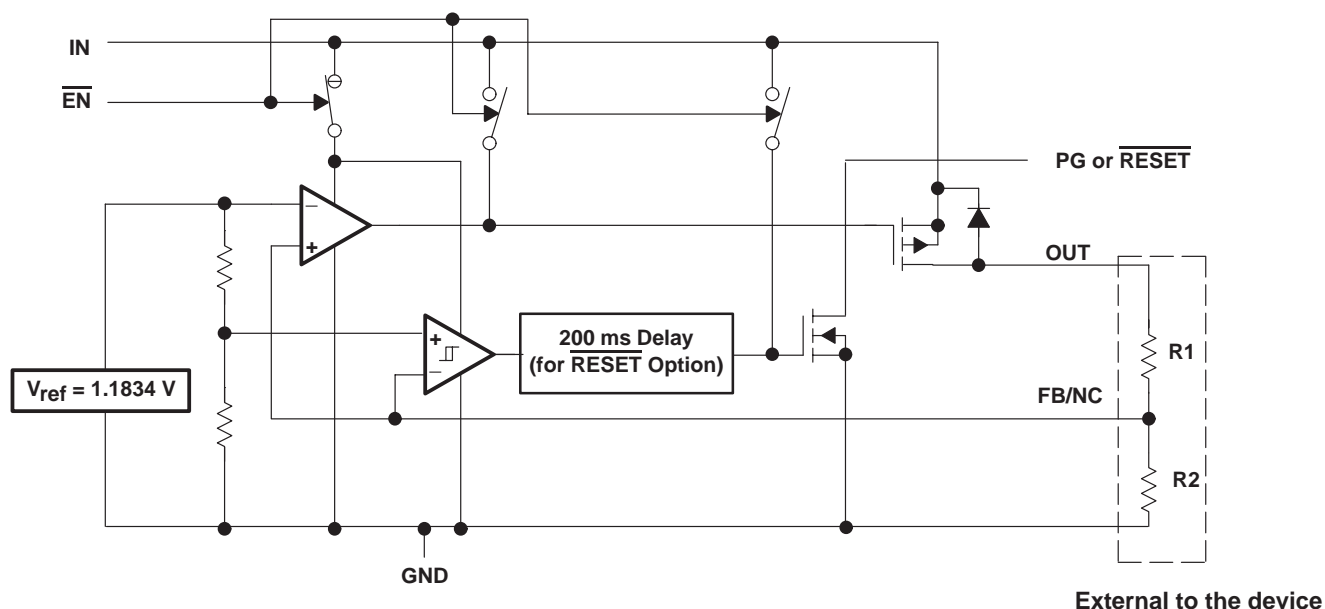 IN
EN
PG or RESET
OUT
200 ms Delay
(for RESET Option)
R1
Vref = 1.1834 V
FB/NC
R2
GND
External to the device